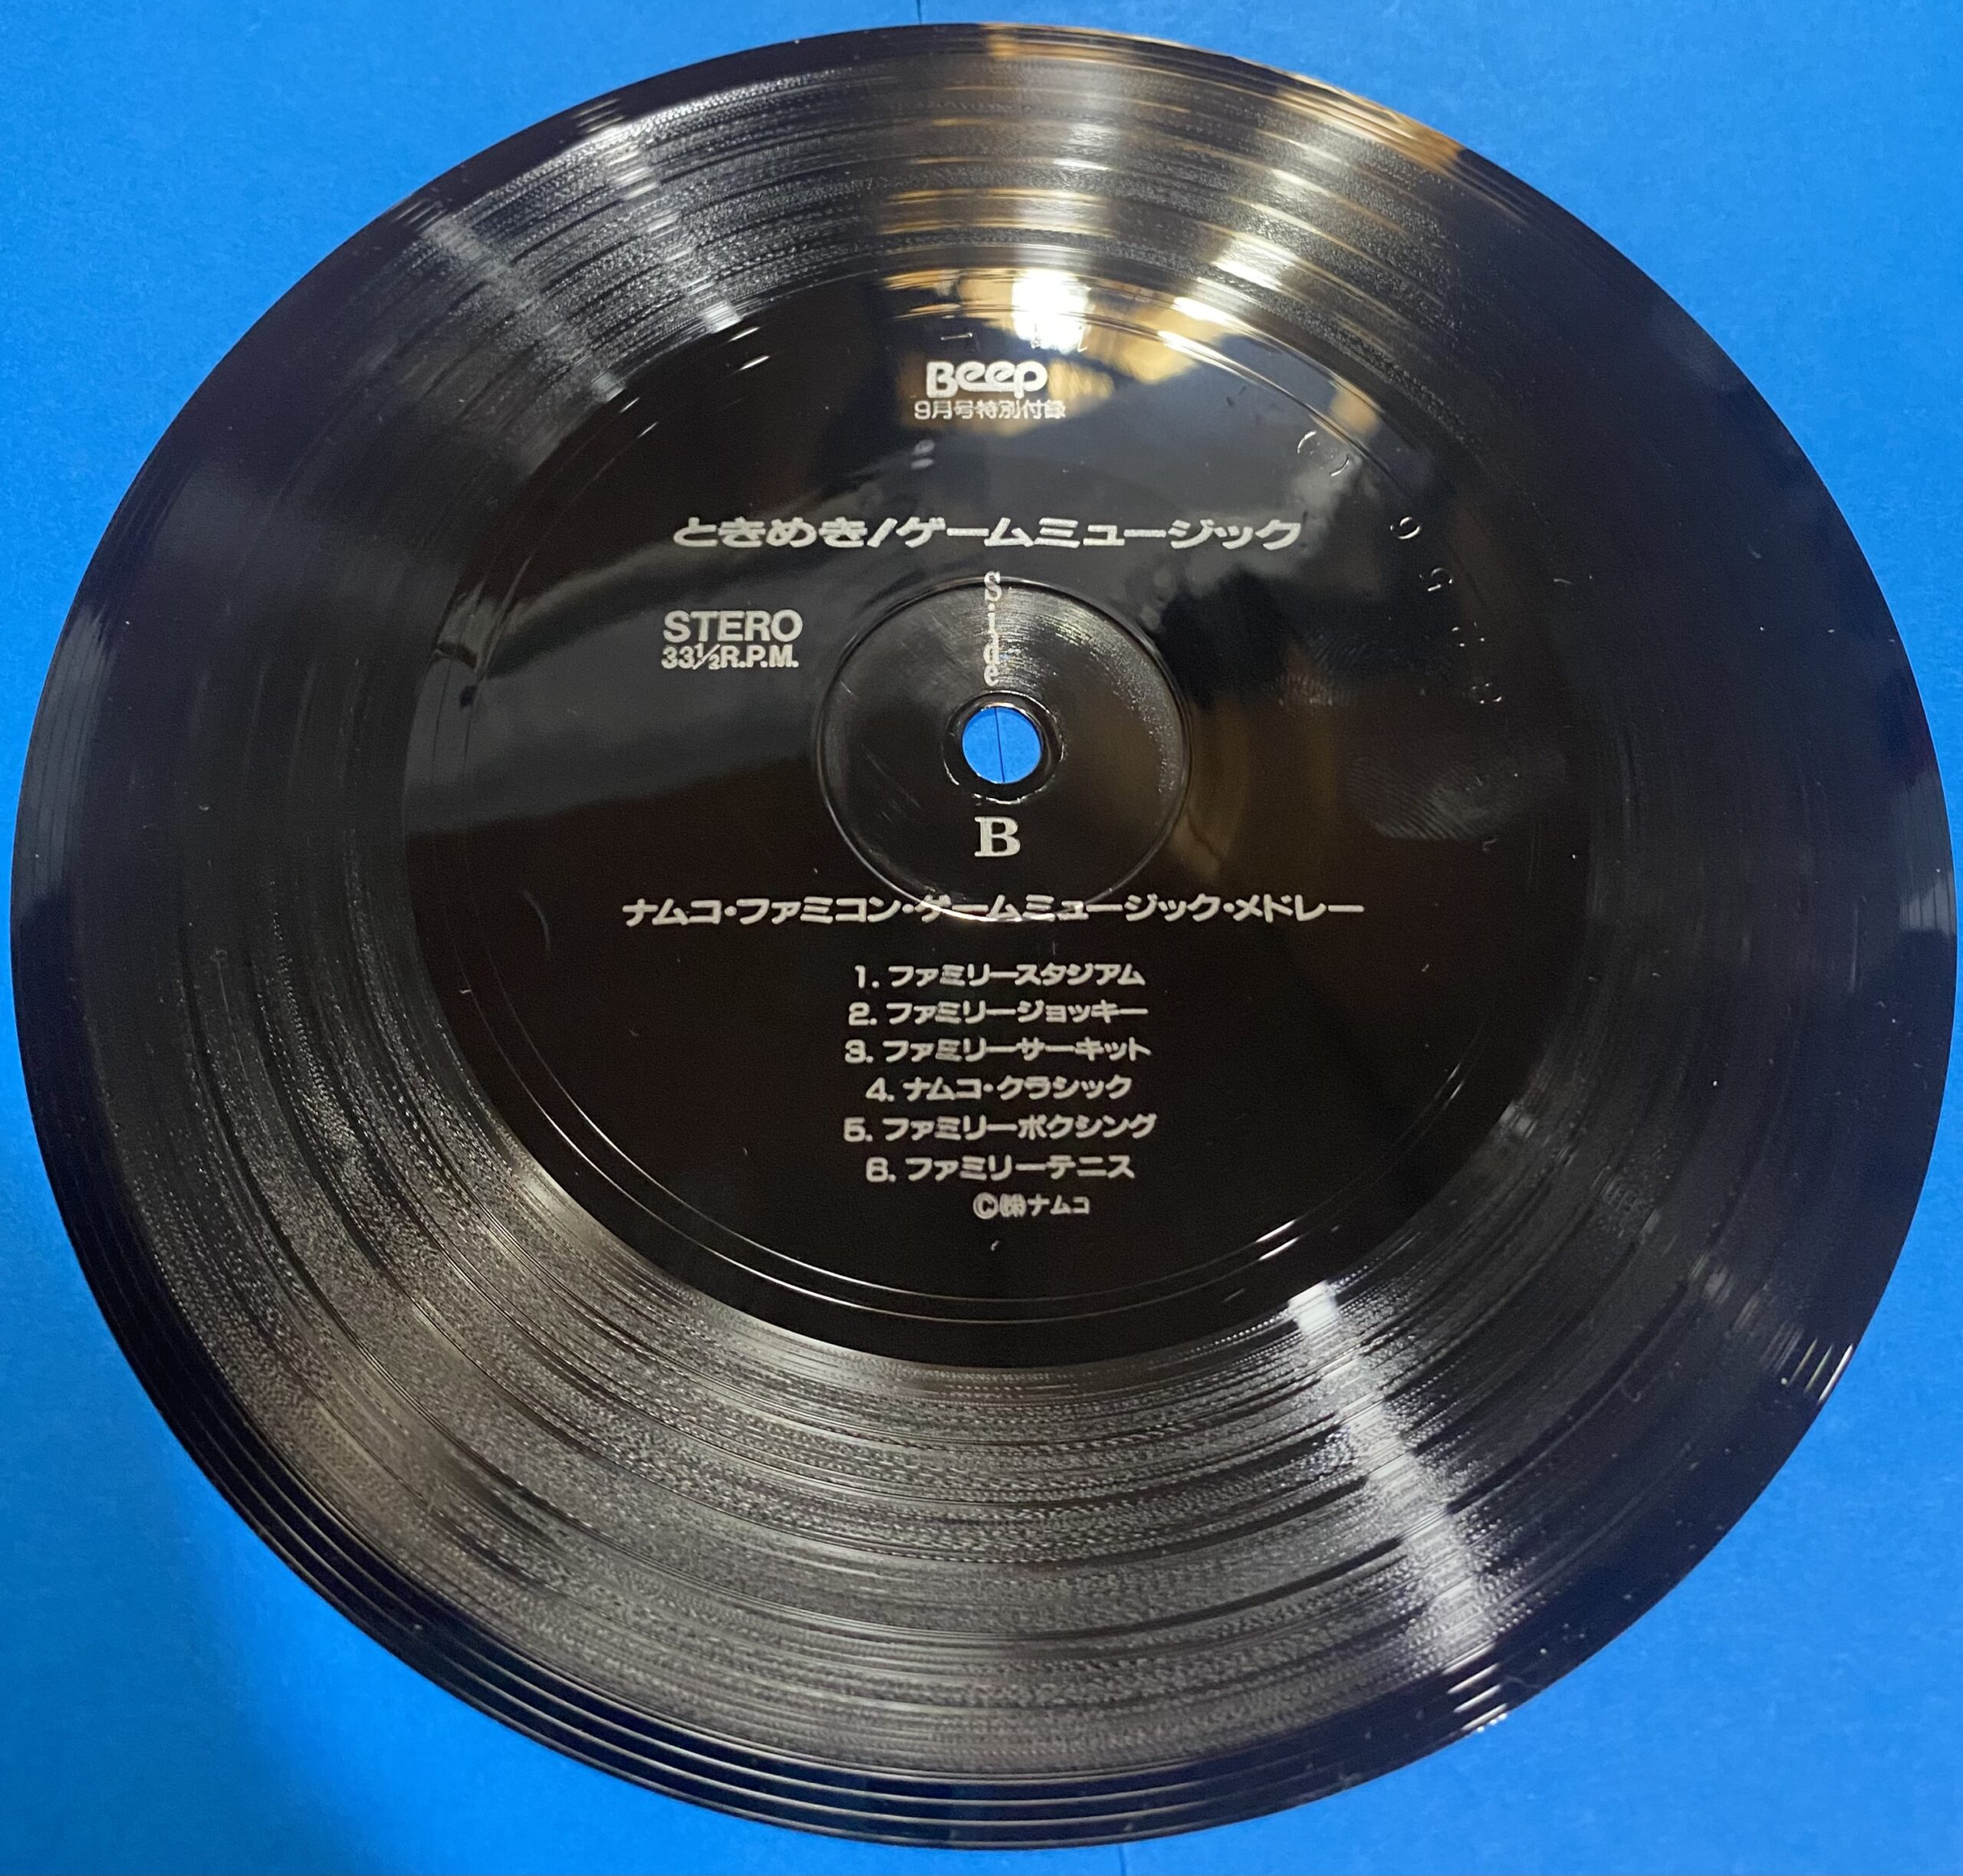 Beep
9月号特別付録
ときめき!ゲームミュージック
Side
STERO
33⅓R.P.M.
B
ナムコ・ファミコン・ゲームミュージック・メドレー
1. ファミリースタジアム
2. ファミリージョッキー
3. ファミリーサーキット
4. ナムコ・クラシック
5. ファミリーボクシング
6. ファミリーテニス
©㈱ナムコ